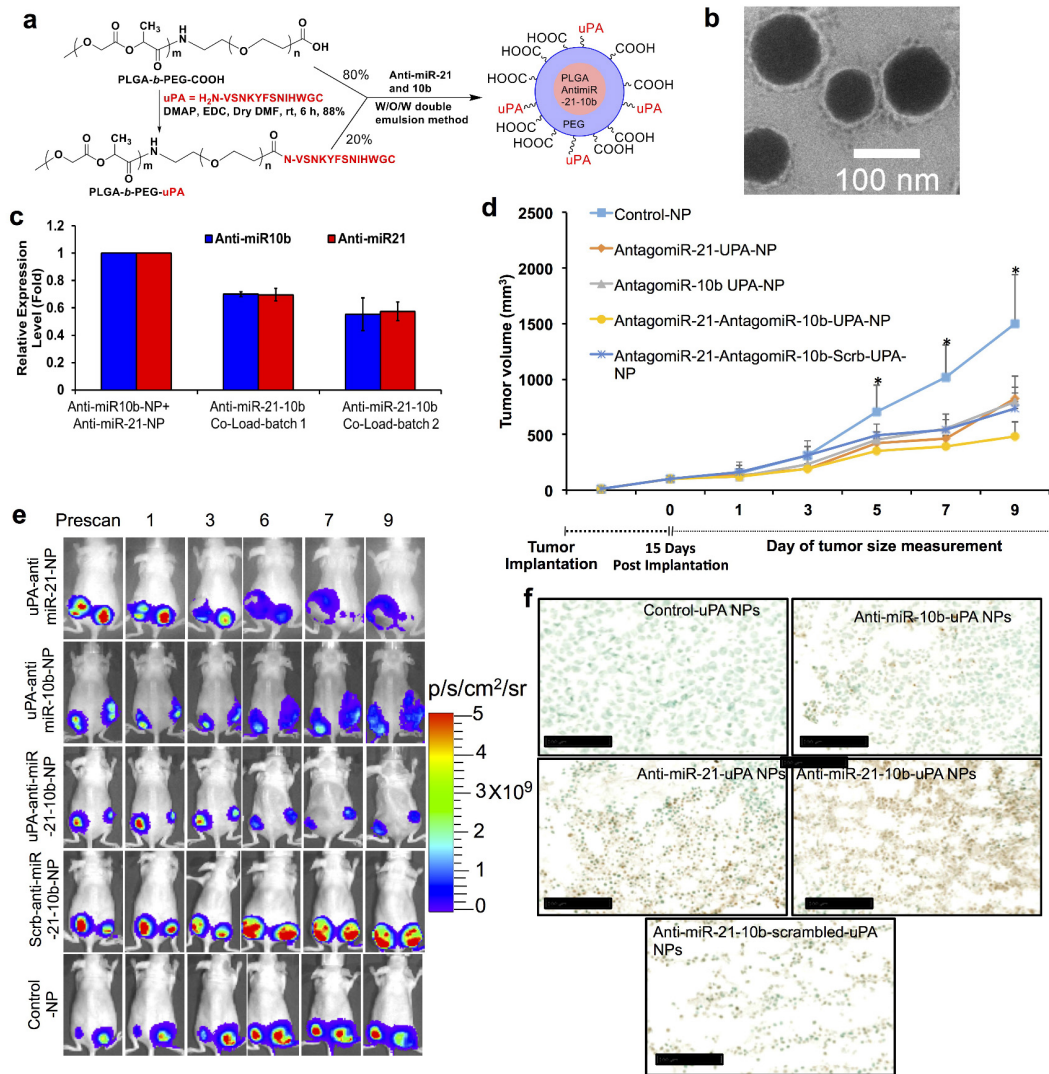 a
O
O
CH3
O
O
m
H
N
O
n
O
OH
PLGA-b-PEG-COOH
uPA = H2N-VSNKYFSNIHWGC
DMAP, EDC, Dry DMF, rt, 6 h, 88%
O
O
CH3
O
O
m
H
N
O
n
O
N-VSNKYFSNIHWGC
PLGA-b-PEG-uPA
80%
20%
Anti-miR-21
and 10b
W/O/W double
emulsion method
uPA
HOOC
COOH
HOOC
COOH
HOOC
uPA
uPA
HOOC
COOH
HOOC
COOH
uPA
PLGA
AntimiR
-21-10b
PEG
b
100 nm
c
Relative Expression
Level (Fold)
1.2
1
0.8
0.6
0.4
0.2
0
Anti-miR10b
Anti-miR21
Anti-miR10b-NP+
Anti-miR-21-NP
Anti-miR-21-10b
Co-Load-batch 1
Anti-miR-21-10b
Co-Load-batch 2
d
Tumor volume (mm3)
2500
2000
1500
1000
500
0
Control-NP
AntagomiR-21-UPA-NP
AntagomiR-10b UPA-NP
AntagomiR-21-AntagomiR-10b-UPA-NP
AntagomiR-21-AntagomiR-10b-Scrb-UPA-
NP
*
*
*
0 1 3 5 7 9
Tumor
Implantation
15 Days
Post Implantation
Day of tumor size measurement
e
Prescan 1 3 6 7 9
uPA-anti
miR-21-NP
uPA-anti
miR-10b-NP
uPA-anti-miR
-21-10b-NP
Scrb-anti-miR
-21-10b-NP
Control
-NP
p/s/cm2/sr
5
4
3X10^9
2
1
0
f
Control-uPA NPs
Anti-miR-10b-uPA NPs
Anti-miR-21-uPA NPs
Anti-miR-21-10b-uPA NPs
Anti-miR-21-10b-scrambled-uPA
NPs